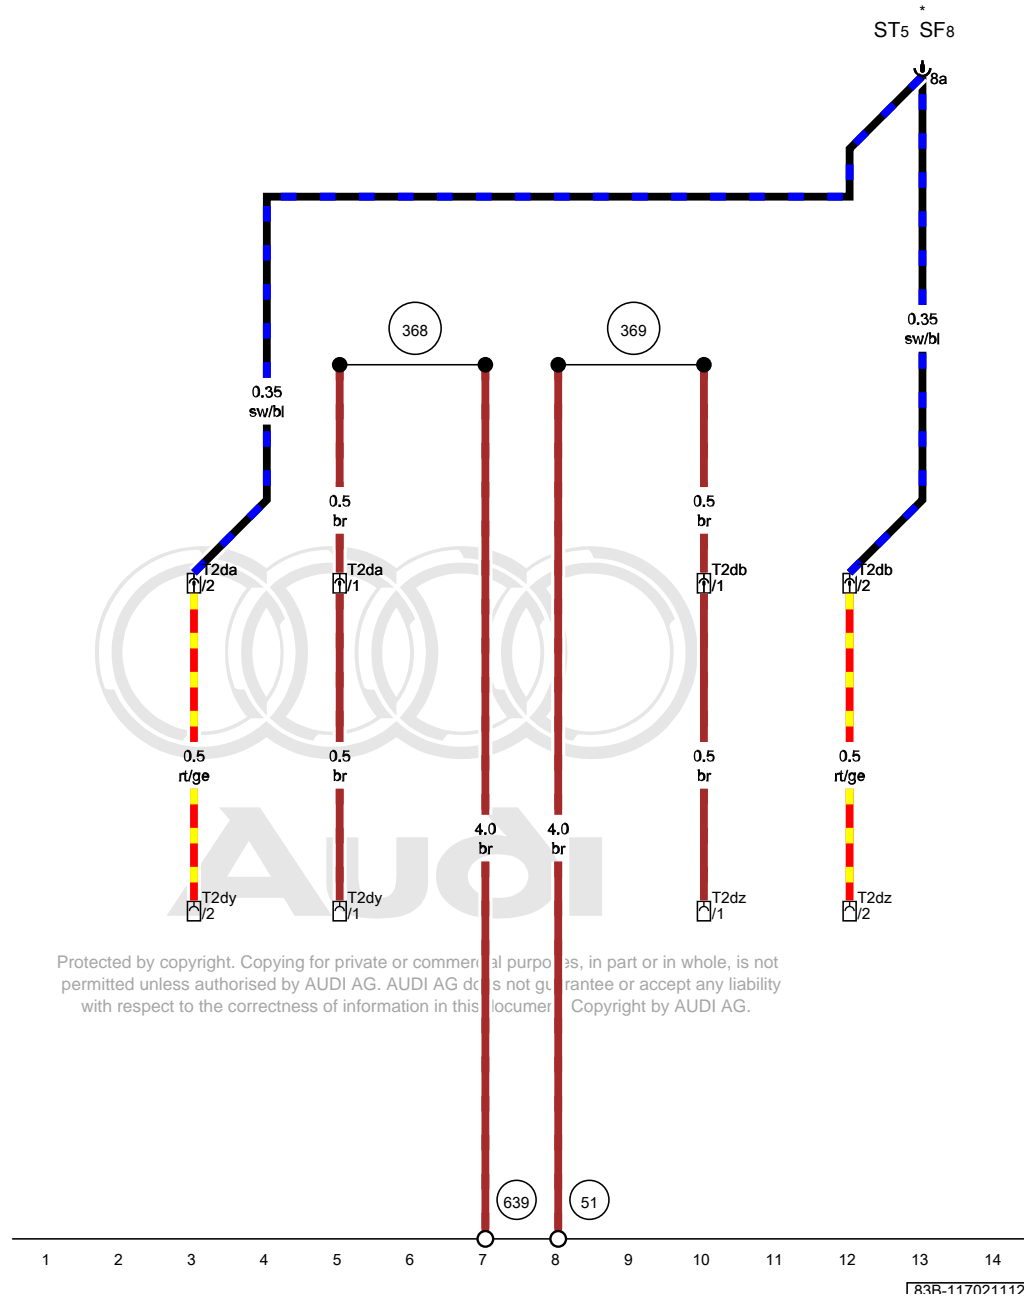 *
ST5 SF8
8a
368
369
0.35
sw/bl
0.35
sw/bl
0.5
br
0.5
br
T2da
/2
T2da
/1
T2db
/1
T2db
/2
0.5
rt/ge
0.5
br
0.5
br
0.5
rt/ge
4.0
br
4.0
br
Audi
T2dy
/2
T2dy
/1
T2dz
/1
T2dz
/2
Protected by copyright. Copying for private or commercial purposes, in part or in whole, is not
permitted unless authorised by AUDI AG. AUDI AG does not guarantee or accept any liability
with respect to the correctness of information in this document. Copyright by AUDI AG.
639
51
1 2 3 4 5 6 7 8 9 10 11 12 13 14
83B-117021112